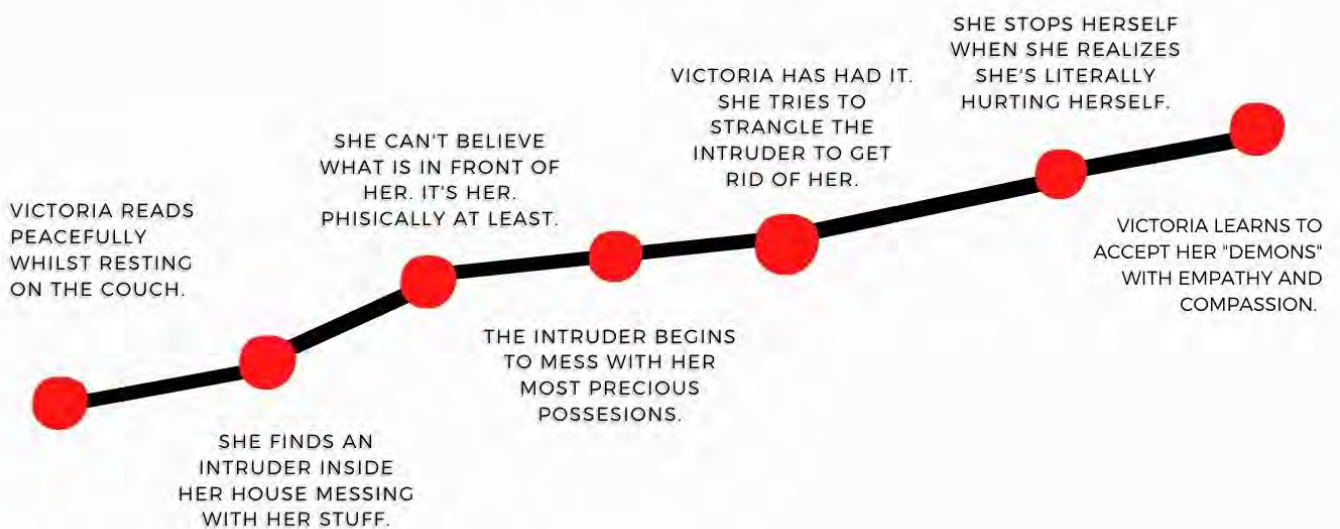 VICTORIA READS
PEACEFULLY
WHILST RESTING
ON THE COUCH.
SHE FINDS AN
INTRUDER INSIDE
HER HOUSE MESSING
WITH HER STUFF.
SHE CAN'T BELIEVE
WHAT IS IN FRONT OF
HER. IT'S HER.
PHISICALLY AT LEAST.
THE INTRUDER BEGINS
TO MESS WITH HER
MOST PRECIOUS
POSSESIONS.
VICTORIA HAS HAD IT.
SHE TRIES TO
STRANGLE THE
INTRUDER TO GET
RID OF HER.
SHE STOPS HERSELF
WHEN SHE REALIZES
SHE'S LITERALLY
HURTING HERSELF.
VICTORIA LEARNS TO
ACCEPT HER "DEMONS"
WITH EMPATHY AND
COMPASSION.